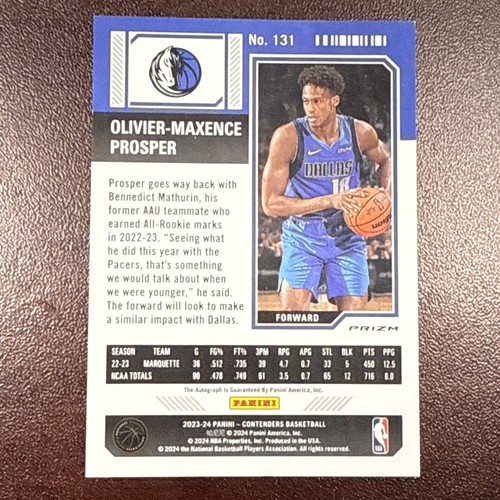 No. 131
OLIVIER-MAXENCE
PROSPER
Prosper goes way back with
Bennedict Mathurin, his
former AAU teammate who
earned All-Rookie marks
in 2022-23. "Seeing what
he did this year with the
Pacers, that's something
we would talk about when
we were younger," he said.
The forward will look to make
a similar impact with Dallas.
DALLAS
18
FORWARD
PRIZM
SEASON TEAM G FG% FT% 3PM RPG APG STL BLK PTS PPG
22-23 MARQUETTE 36 .512 .735 39 4.7 0.7 33 5 450 12.5
NCAA TOTALS 90 .478 .749 61 3.5 0.7 65 12 716 8.0
The Autograph Is Guaranteed By Panini America, Inc.
PANINI
2023-24 PANINI – CONTENDERS BASKETBALL
帕尼尼 © 2024 Panini America, Inc.
© 2024 NBA Properties, Inc. Produced in the USA.
© 2024 the National Basketball Players Association. All rights reserved.
NBA